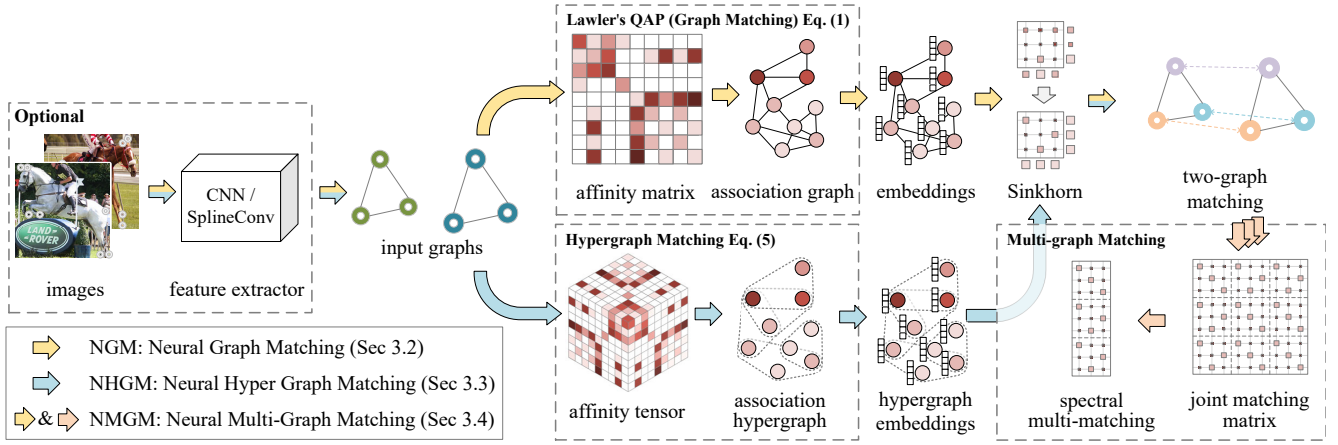 Optional
LAND-
ROVER
images
CNN /
SplineConv
feature extractor
input graphs
Lawler's QAP (Graph Matching) Eq. (1)
affinity matrix
association graph
embeddings
Sinkhorn
two-graph
matching
Hypergraph Matching Eq. (5)
affinity tensor
association
hypergraph
hypergraph
embeddings
Multi-graph Matching
spectral
multi-matching
joint matching
matrix
NGM: Neural Graph Matching (Sec 3.2)
NHGM: Neural Hyper Graph Matching (Sec 3.3)
& NMGM: Neural Multi-Graph Matching (Sec 3.4)